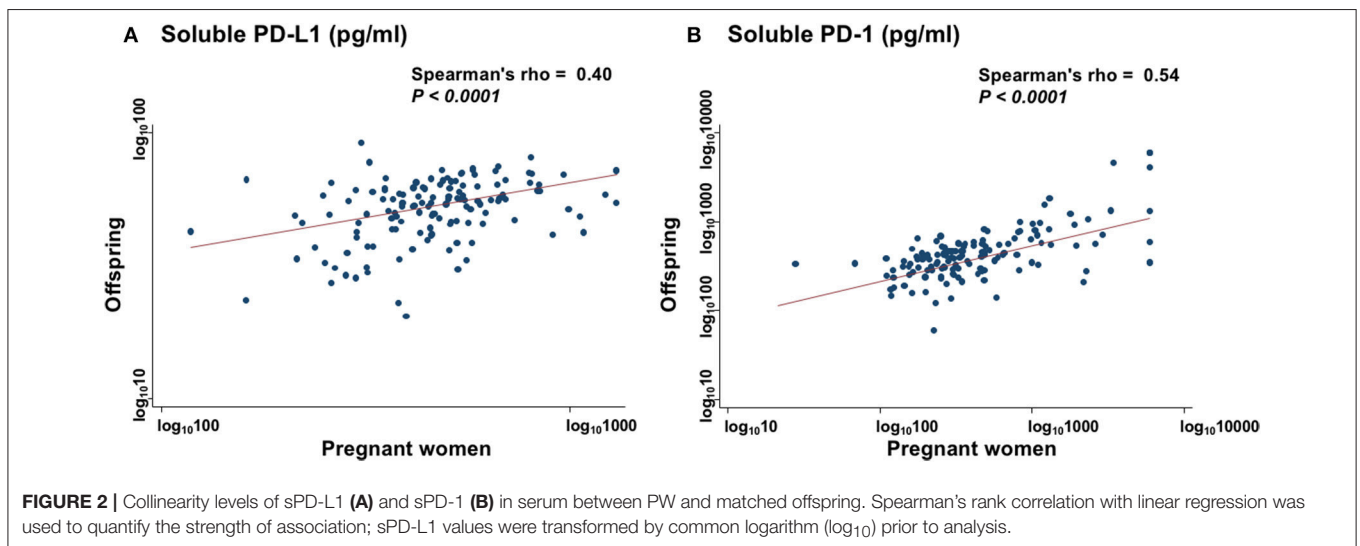 A Soluble PD-L1 (pg/ml)
Spearman's rho = 0.40
P < 0.0001
log₁₀100
Offspring
log₁₀10
log₁₀100
log₁₀1000
Pregnant women
B Soluble PD-1 (pg/ml)
Spearman's rho = 0.54
P < 0.0001
log₁₀10000
log₁₀1000
Offspring
log₁₀100
log₁₀10
log₁₀10
log₁₀100
log₁₀1000
log₁₀10000
Pregnant women
FIGURE 2 | Collinearity levels of sPD-L1 (A) and sPD-1 (B) in serum between PW and matched offspring. Spearman's rank correlation with linear regression was
used to quantify the strength of association; sPD-L1 values were transformed by common logarithm (log₁₀) prior to analysis.